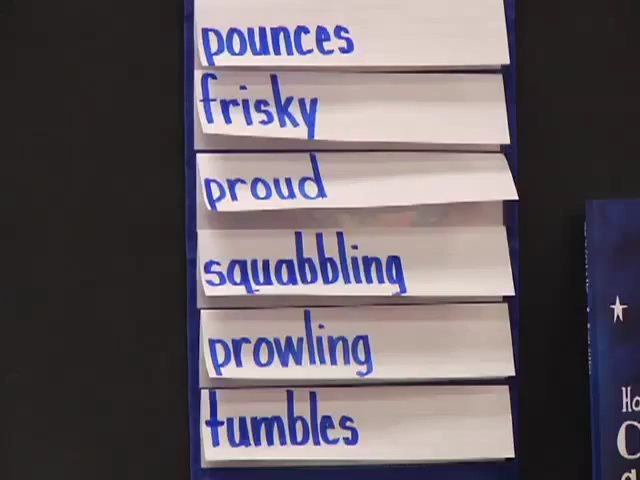 pounces
frisky
proud
squabbling
prowling
tumbles